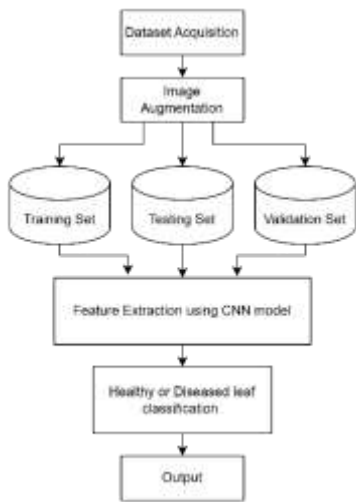 Dataset Acquisition
Image
Augmentation
Training Set
Testing Set
Validation Set
Feature Extraction using CNN model
Healthy or Diseased leaf
classification
Output